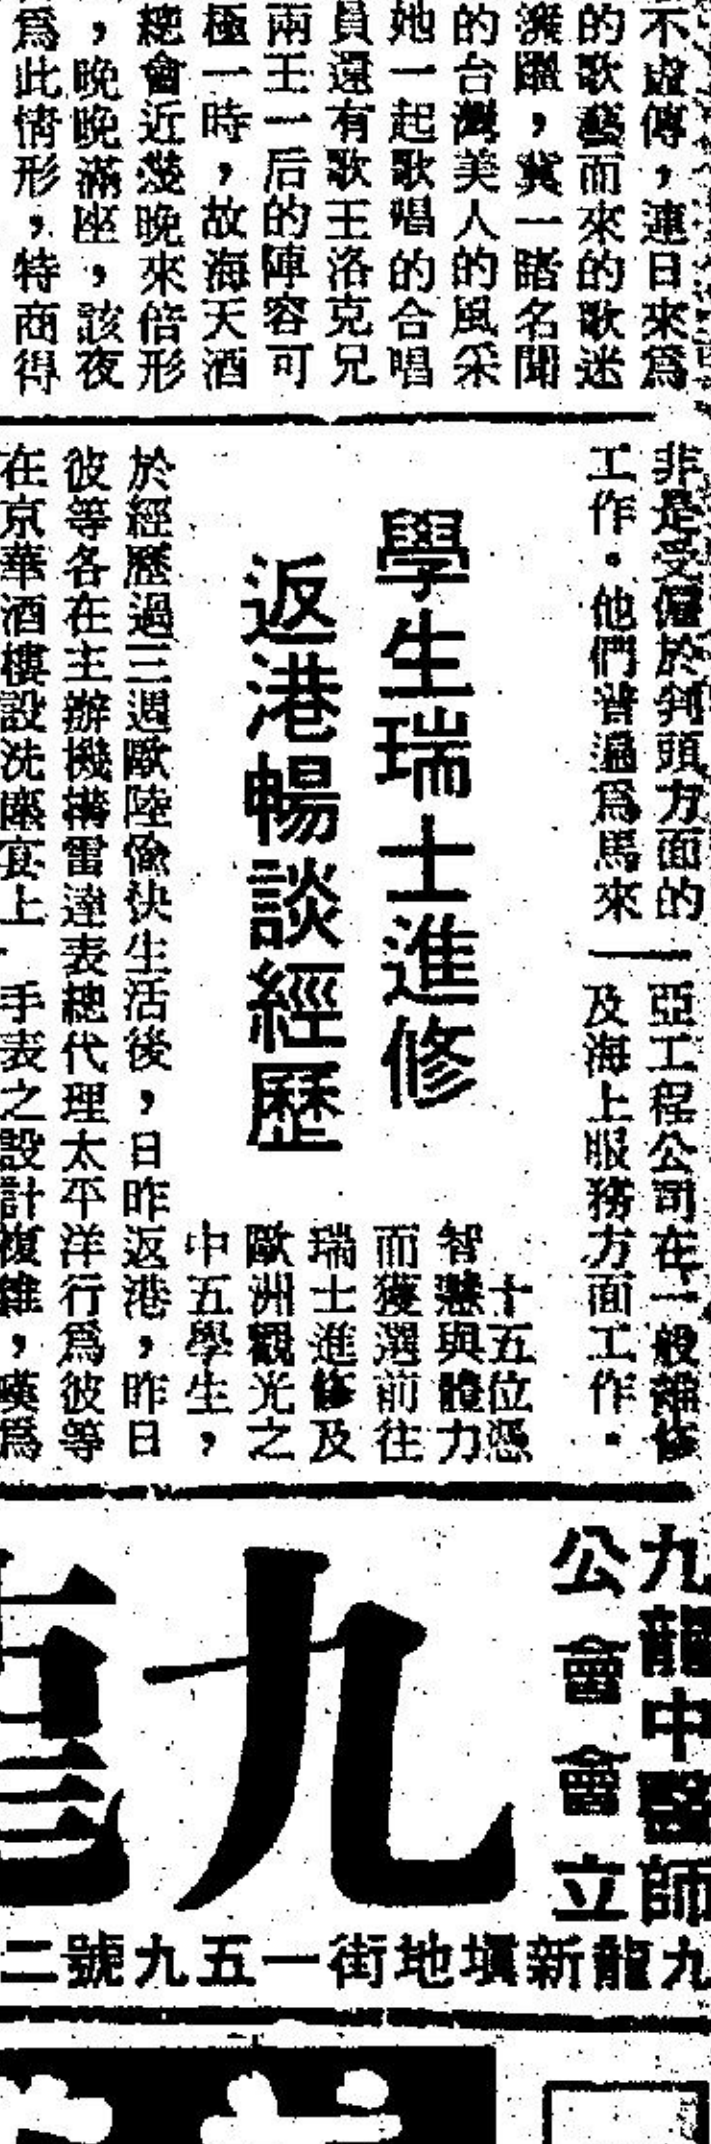 不虛傳，連日來為
的歌藝而來的歌迷
濟匯，冀一睹名聞
的台灣美人的風采
她一起歌唱的合唱
員還有歌王洛克兄
兩王一后的陣容可
極一時，故海天酒
總會近幾晚來倍形
，晚晚滿座，該夜
為此情形，特商得
非是受僱於判頭方面的
工作。他們普遍為馬來
亞工程公司在一般維修
及海上服務方面工作。
學生瑞士進修
返港暢談經歷
十五位憑
智慧與體力
而獲選前往
瑞士進修及
歐洲觀光之
中五學生，
於經歷過三週歐陸愉快生活後，日昨返港，昨日
彼等各在主辦機構雷達表總代理太平洋行為彼等
在京華酒樓設洗塵宴上，手表之設計複雜，嘆為
九龍中醫師
公會會立
九龍
九龍新填地街一五九號二